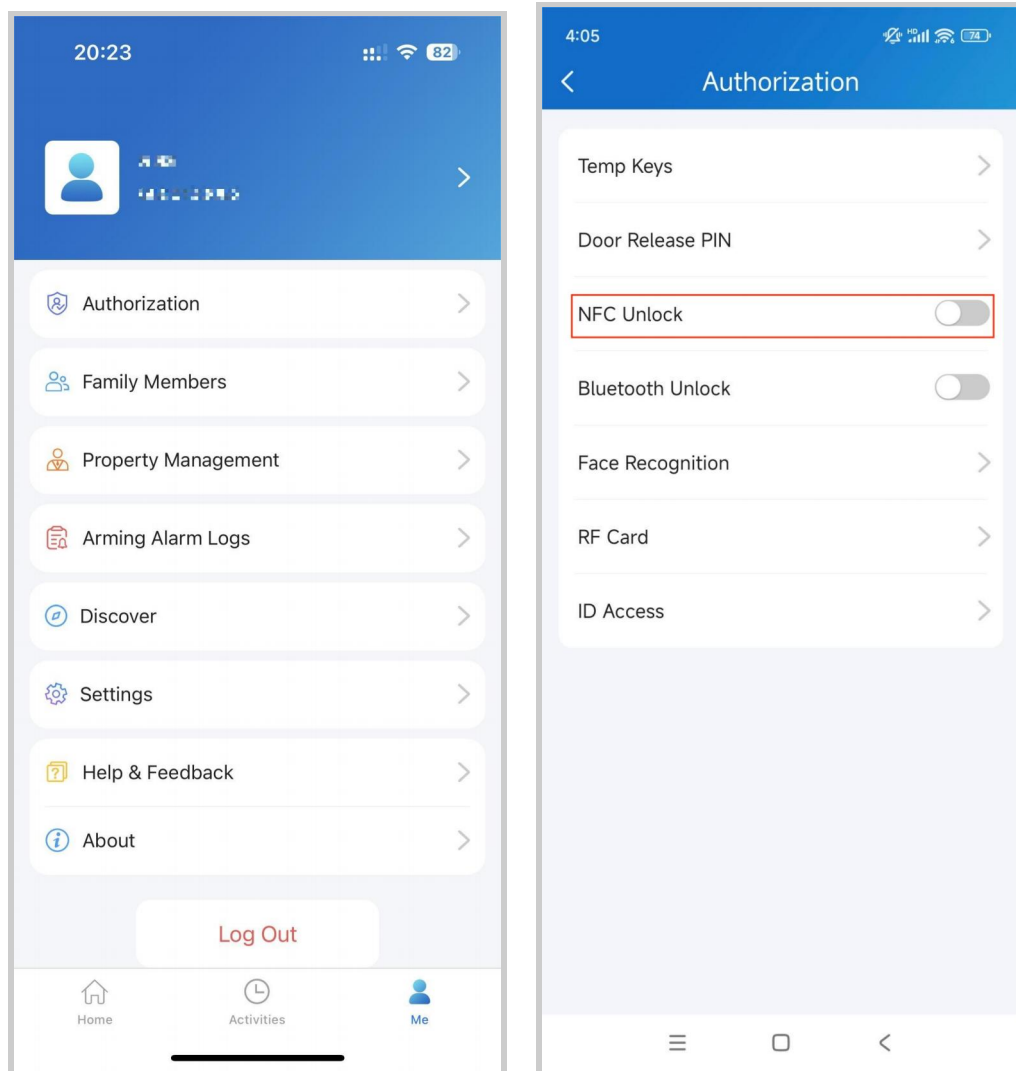 20:23
82
Authorization
Family Members
Property Management
Arming Alarm Logs
Discover
Settings
Help & Feedback
About
Log Out
Home
Activities
Me
4:05
HD
74
Authorization
Temp Keys
Door Release PIN
NFC Unlock
Bluetooth Unlock
Face Recognition
RF Card
ID Access